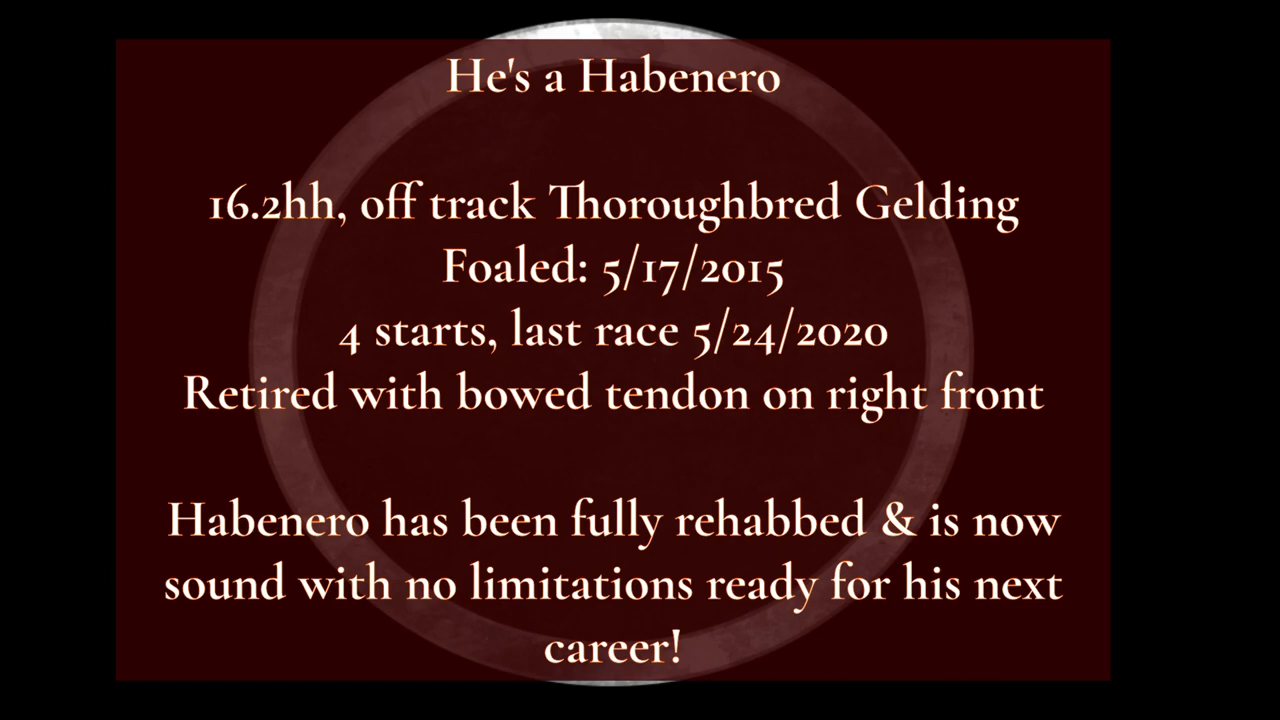 He's a Habenero
16.2hh, off track Thoroughbred Gelding
Foaled: 5/17/2015
4 starts, last race 5/24/2020
Retired with bowed tendon on right front
Habenero has been fully rehabbed & is now
sound with no limitations ready for his next
career!